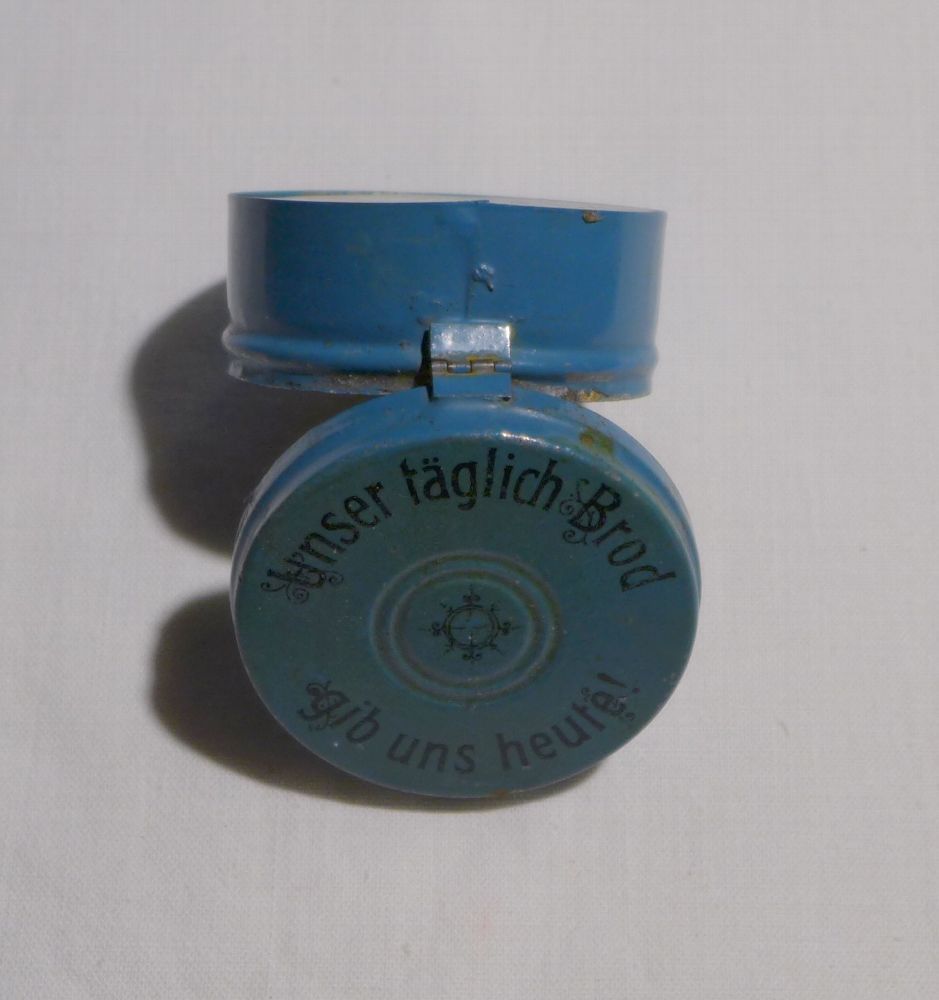 Unser täglich Brod
gib uns heute!